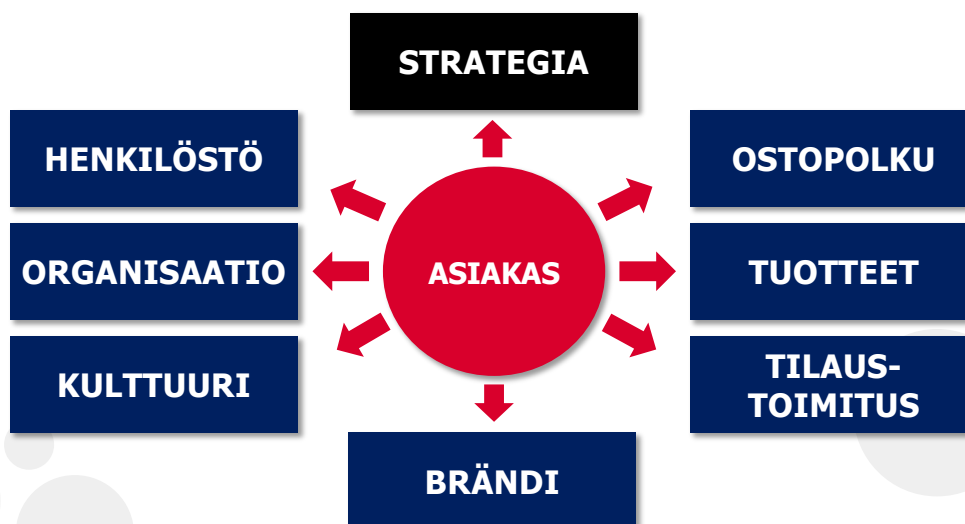 STRATEGIA
HENKILÖSTÖ
OSTOPOLKU
ORGANISAATIO
ASIAKAS
TUOTTEET
KULTTUURI
TILAUS-
TOIMITUS
BRÄNDI